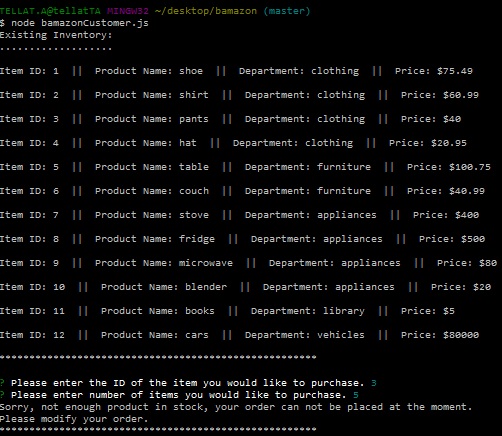 TELLAT.A@tellatTA MINGW32 ~/desktop/bamazon (master)
$ node bamazonCustomer.js
Existing Inventory:
..................
Item ID: 1  ||  Product Name: shoe  ||  Department: clothing  ||  Price: $75.49
Item ID: 2  ||  Product Name: shirt  ||  Department: clothing  ||  Price: $60.99
Item ID: 3  ||  Product Name: pants  ||  Department: clothing  ||  Price: $40
Item ID: 4  ||  Product Name: hat  ||  Department: clothing  ||  Price: $20.95
Item ID: 5  ||  Product Name: table  ||  Department: furniture  ||  Price: $100.75
Item ID: 6  ||  Product Name: couch  ||  Department: furniture  ||  Price: $40.99
Item ID: 7  ||  Product Name: stove  ||  Department: appliances  ||  Price: $400
Item ID: 8  ||  Product Name: fridge  ||  Department: appliances  ||  Price: $500
Item ID: 9  ||  Product Name: microwave  ||  Department: appliances  ||  Price: $80
Item ID: 10  ||  Product Name: blender  ||  Department: appliances  ||  Price: $20
Item ID: 11  ||  Product Name: books  ||  Department: library  ||  Price: $5
Item ID: 12  ||  Product Name: cars  ||  Department: vehicles  ||  Price: $80000
**************************************************
? Please enter the ID of the item you would like to purchase. 3
? Please enter number of items you would like to purchase. 5
Sorry, not enough product in stock, your order can not be placed at the moment.
Please modify your order.
**************************************************